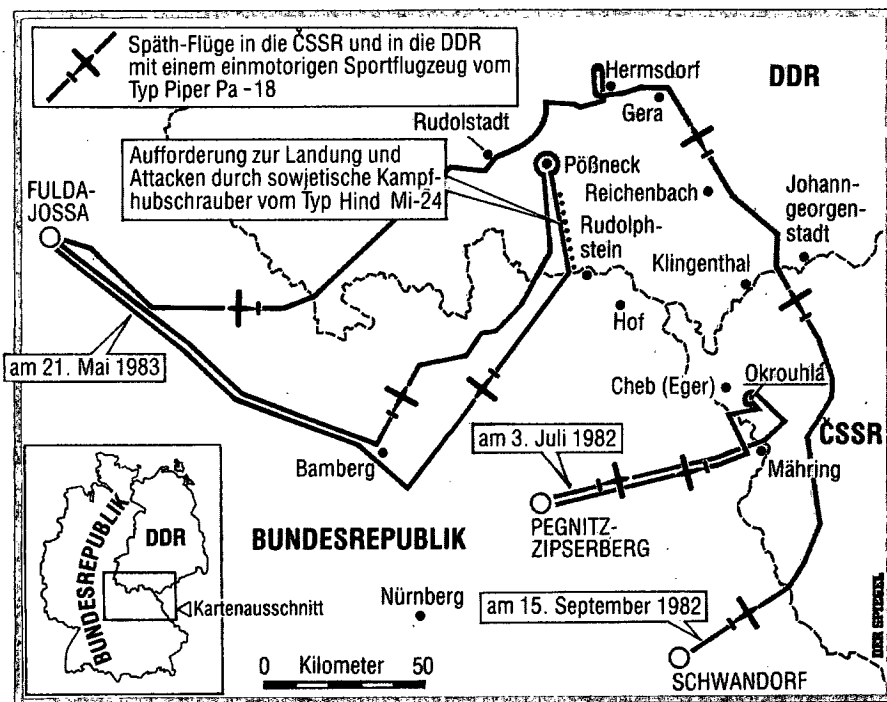 Späth-Flüge in die ČSSR und in die DDR
mit einem einmotorigen Sportflugzeug vom
Typ Piper Pa-18
Hermsdorf
DDR
Gera
Rudolstadt
Aufforderung zur Landung und
Attacken durch sowjetische Kampf-
hubschrauber vom Typ Hind Mi-24
Pößneck
Reichenbach
Johann-
georgen-
stadt
FULDA-
JOSSA
Rudolph-
stein
Klingenthal
Hof
am 21. Mai 1983
Cheb (Eger)
Okrouhla
ČSSR
am 3. Juli 1982
Bamberg
Mähring
PEGNITZ-
ZIPSERBERG
BUNDESREPUBLIK
DDR
BUNDESREPUBLIK
Kartenausschnitt
Nürnberg
am 15. September 1982
0 Kilometer 50
SCHWANDORF
DER SPIEGEL